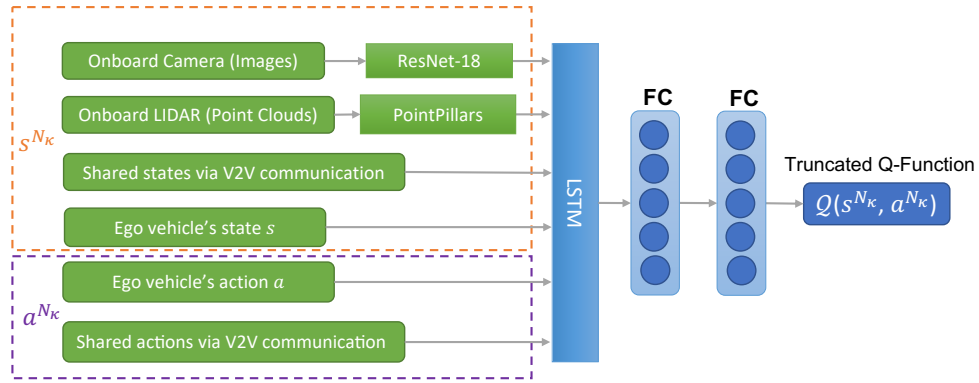 Onboard Camera (Images)
ResNet-18
Onboard LIDAR (Point Clouds)
PointPillars
s^{N_κ}
Shared states via V2V communication
Ego vehicle's state s
Ego vehicle's action a
a^{N_κ}
Shared actions via V2V communication
LSTM
FC
FC
Truncated Q-Function
Q(s^{N_κ}, a^{N_κ})